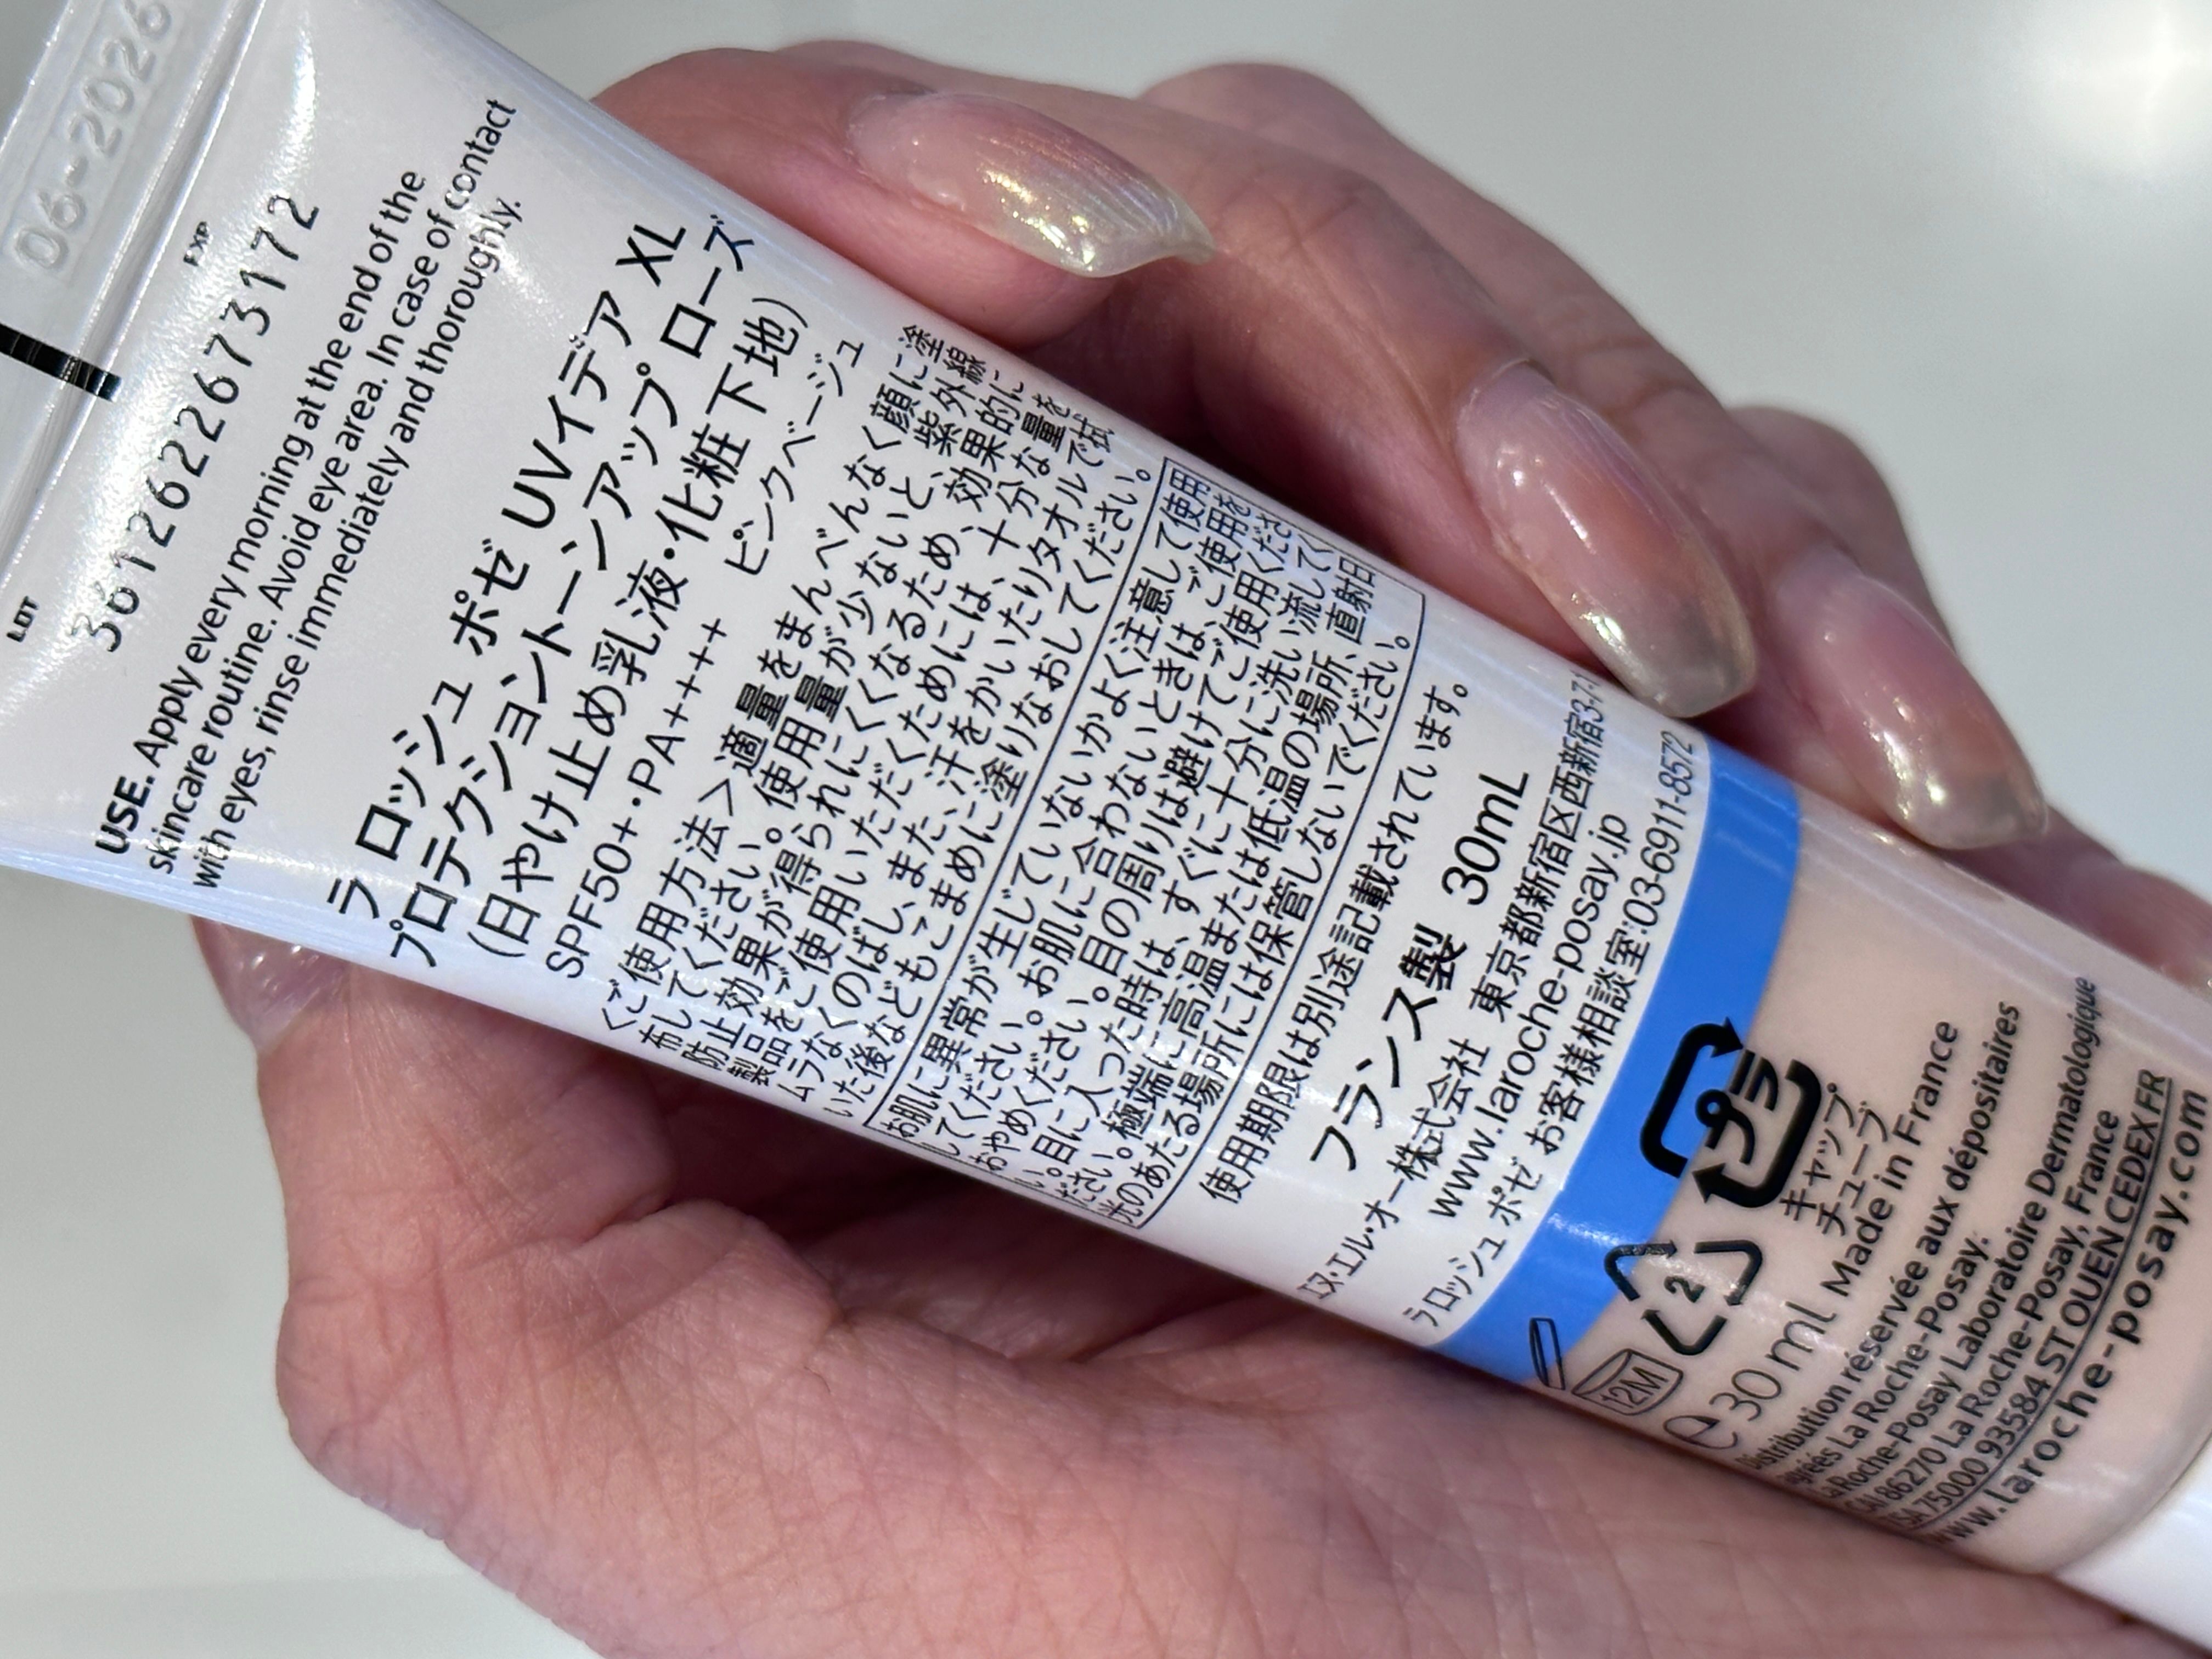 06-2026
LOT
EXP
3612622673172
USE. Apply every morning at the end of the
skincare routine. Avoid eye area. In case of contact
with eyes, rinse immediately and thoroughly.
ラ ロッシュ ポゼ UVイデア XL
プロテクショントーンアップ ローズ
(日やけ止め乳液・化粧下地)
SPF50+・PA++++ ピンクベージュ
<ご使用方法>適量をまんべんなく顔に塗
布してください。使用量が少ないと、紫外線
防止効果が得られにくくなるため、効果的に
製品をご使用いただくためには、十分な量を
ムラなくのばし、また、汗をかいたりタオルで拭
いた後などもこまめに塗りなおしてください。
お肌に異常が生じていないかよく注意して使用
してください。お肌に合わないときは、ご使用を
おやめください。目の周りは避けてご使用くださ
い。目に入った時は、すぐに十分に洗い流してく
ださい。極端に高温または低温の場所、直射日
光のあたる場所には保管しないでください。
使用期限は別途記載されています。
フランス製 30mL
エヌ・エル・オー株式会社 東京都新宿区西新宿3-7-1
www.laroche-posay.jp
ラ ロッシュ ポゼ お客様相談室:03-6911-8572
プラ
キャップ
チューブ
2
12M
e 30 ml Made in France
Distribution réservée aux dépositaires
agréés La Roche-Posay.
La Roche-Posay Laboratoire Dermatologique
CAI 86270 La Roche-Posay, France
75000 93584 ST OUEN CEDEX FR
www.laroche-posay.com